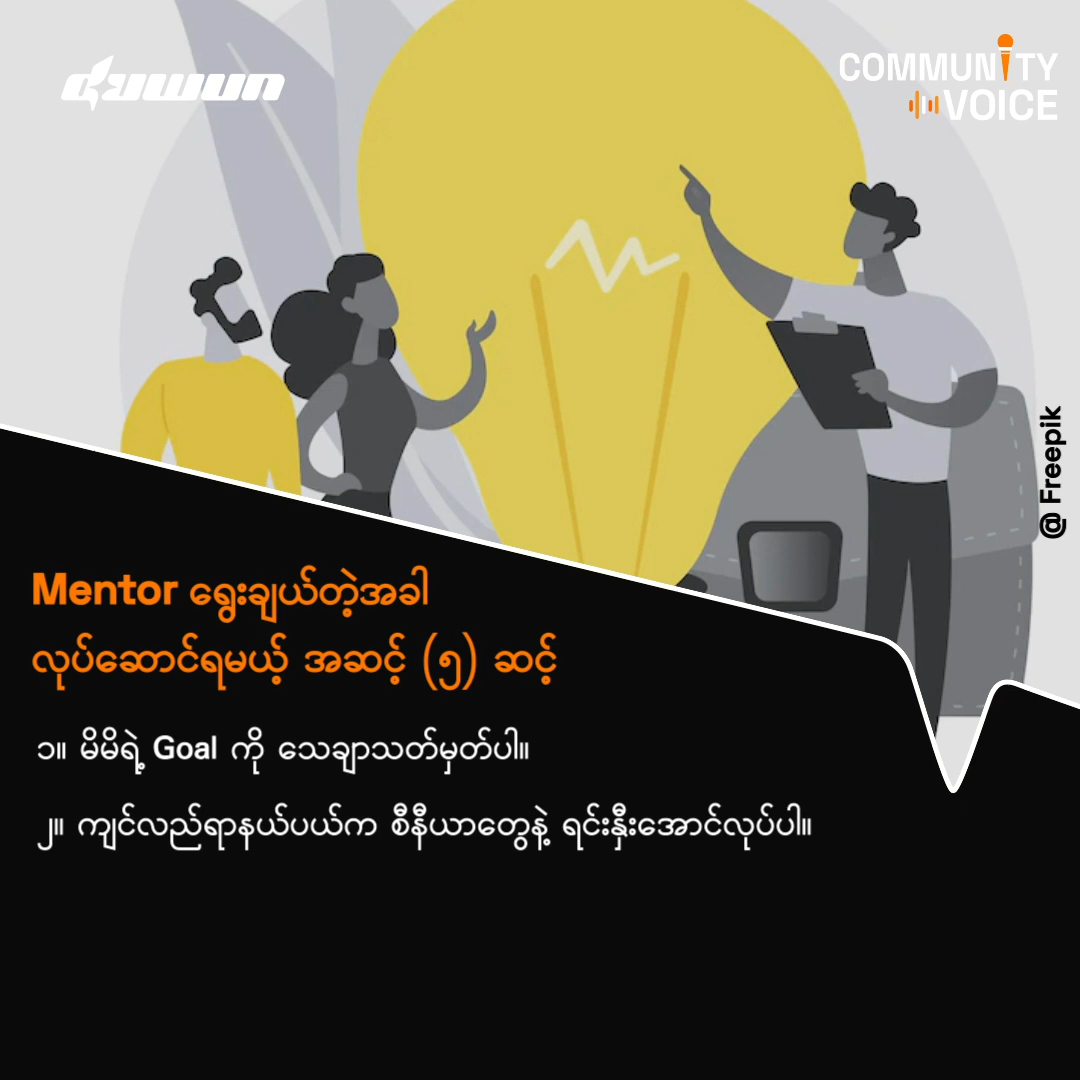 COMMUNITY
VOICE
@ Freepik
Mentor ရွေးချယ်တဲ့အခါ
လုပ်ဆောင်ရမယ့် အဆင့် (၅) ဆင့်
၁။ မိမိရဲ့ Goal ကို သေချာသတ်မှတ်ပါ။
၂။ ကျင်လည်ရာနယ်ပယ်က စီနီယာတွေနဲ့ ရင်းနှီးအောင်လုပ်ပါ။